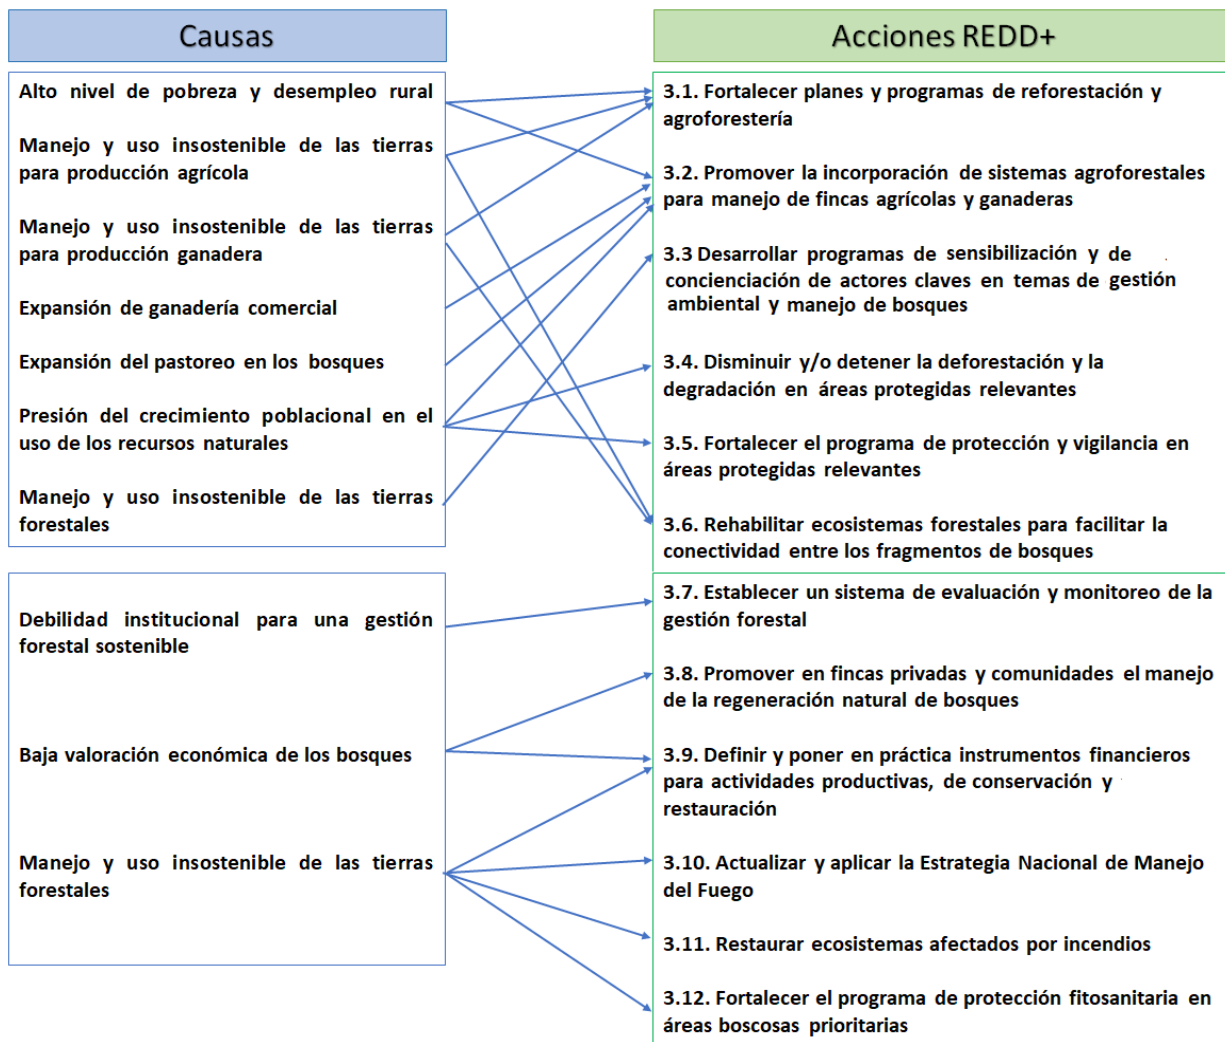 Causas
Acciones REDD+
Alto nivel de pobreza y desempleo rural
Manejo y uso insostenible de las tierras
para producción agrícola
Manejo y uso insostenible de las tierras
para producción ganadera
Expansión de ganadería comercial
Expansión del pastoreo en los bosques
Presión del crecimiento poblacional en el
uso de los recursos naturales
Manejo y uso insostenible de las tierras
forestales
3.1. Fortalecer planes y programas de reforestación y
agroforestería
3.2. Promover la incorporación de sistemas agroforestales
para manejo de fincas agrícolas y ganaderas
3.3 Desarrollar programas de sensibilización y de
concienciación de actores claves en temas de gestión
ambiental y manejo de bosques
3.4. Disminuir y/o detener la deforestación y la
degradación en áreas protegidas relevantes
3.5. Fortalecer el programa de protección y vigilancia en
áreas protegidas relevantes
3.6. Rehabilitar ecosistemas forestales para facilitar la
conectividad entre los fragmentos de bosques
Debilidad institucional para una gestión
forestal sostenible
Baja valoración económica de los bosques
Manejo y uso insostenible de las tierras
forestales
3.7. Establecer un sistema de evaluación y monitoreo de la
gestión forestal
3.8. Promover en fincas privadas y comunidades el manejo
de la regeneración natural de bosques
3.9. Definir y poner en práctica instrumentos financieros
para actividades productivas, de conservación y
restauración
3.10. Actualizar y aplicar la Estrategia Nacional de Manejo
del Fuego
3.11. Restaurar ecosistemas afectados por incendios
3.12. Fortalecer el programa de protección fitosanitaria en
áreas boscosas prioritarias